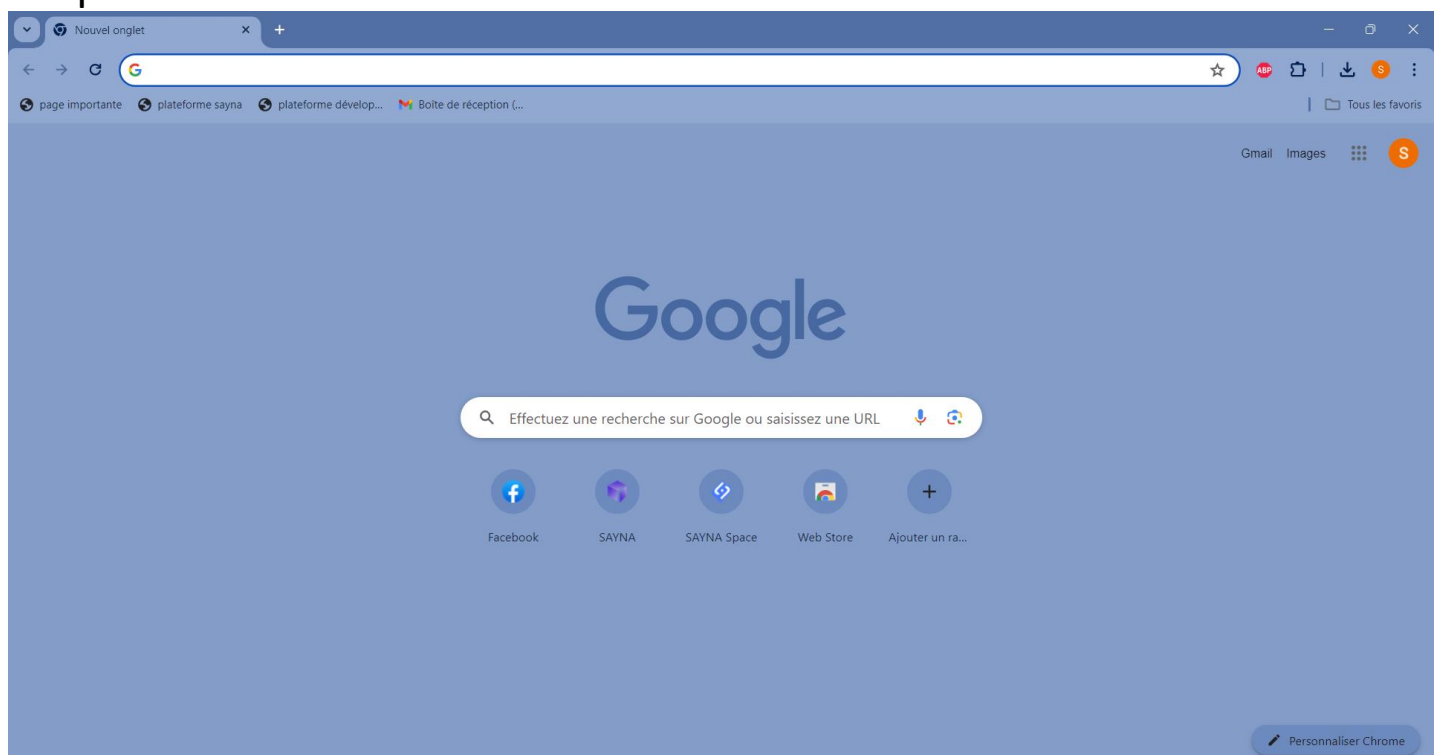 Nouvel onglet
page importante plateforme sayna plateforme dévelop... Boîte de réception (... Tous les favoris
Gmail Images S
Google
Effectuez une recherche sur Google ou saisissez une URL
Facebook SAYNA SAYNA Space Web Store Ajouter un ra...
Personnaliser Chrome